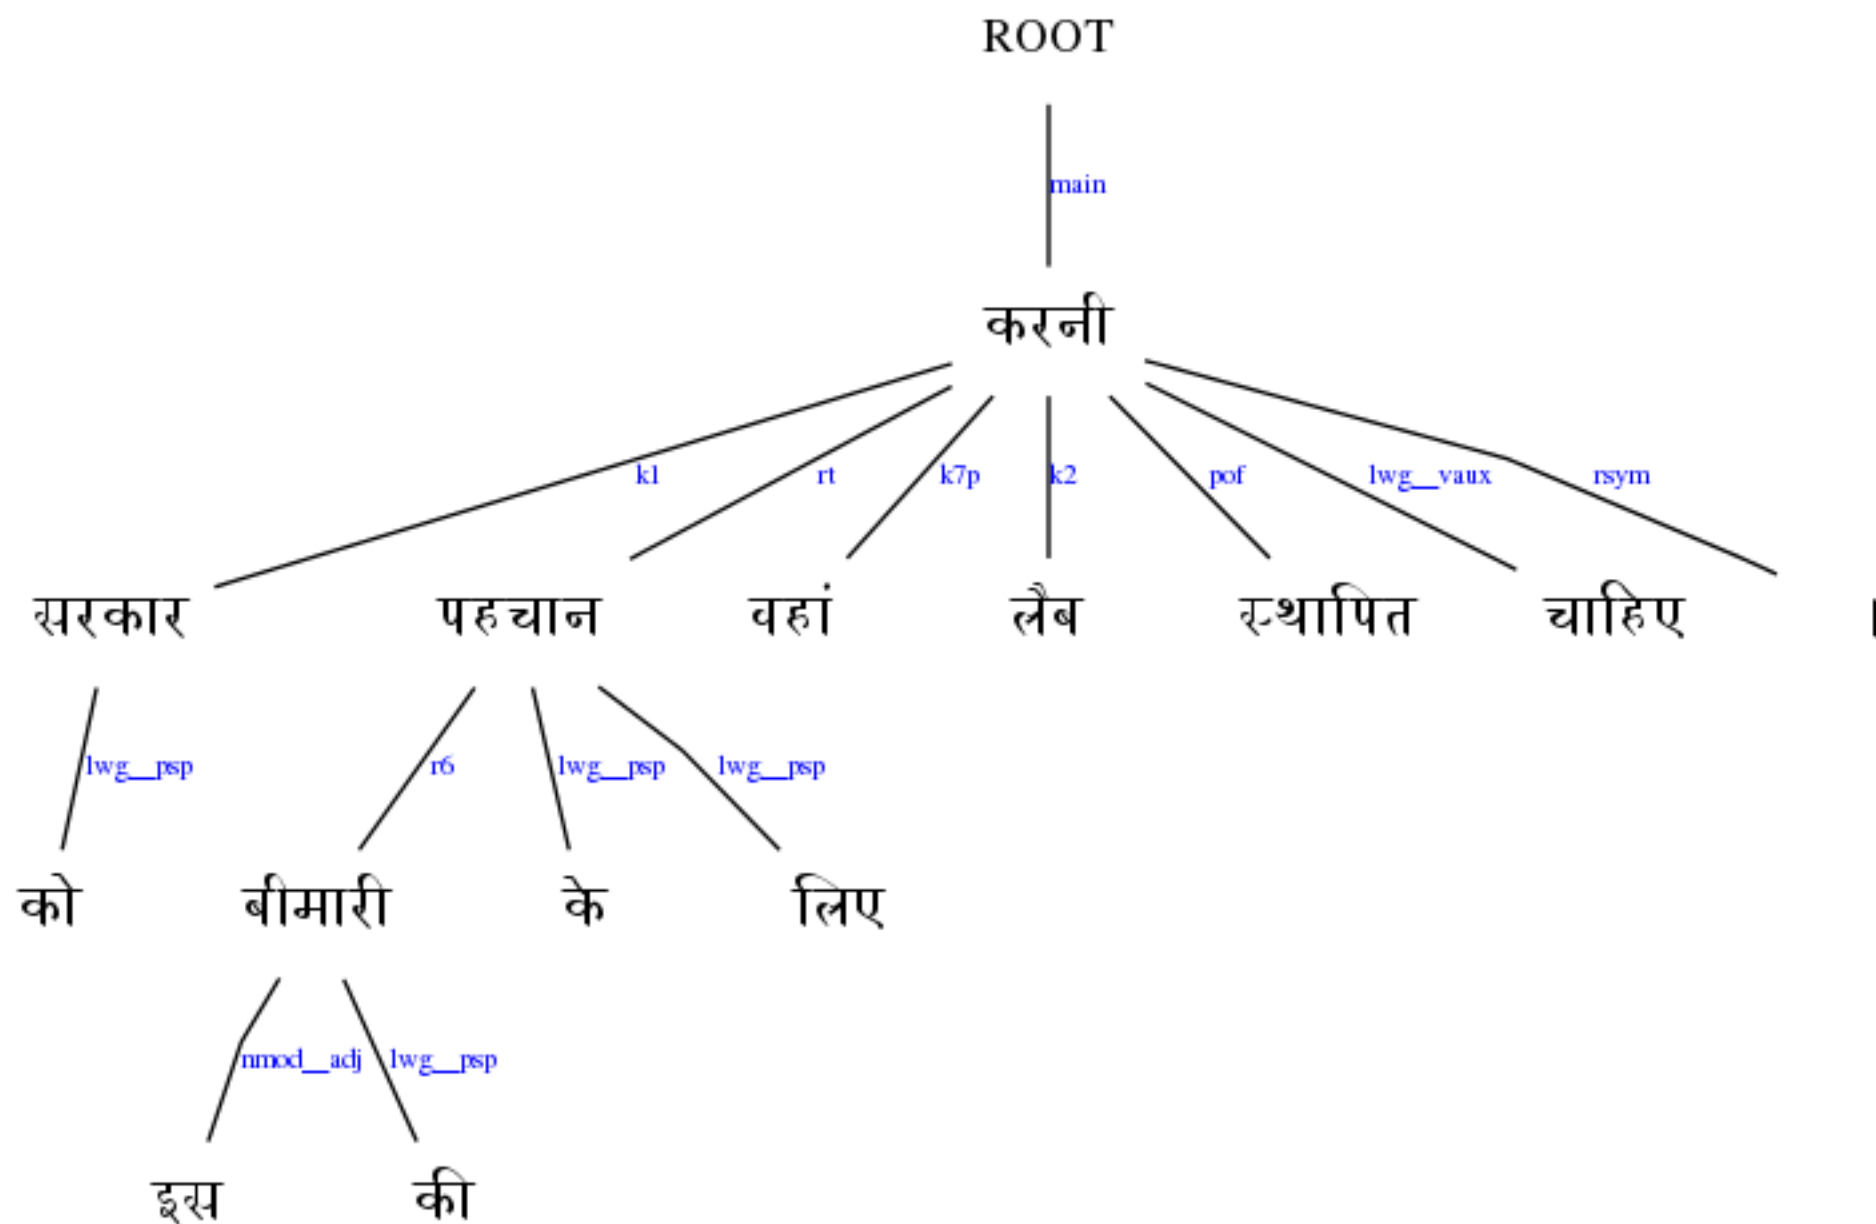 ROOT
main
करनी
k1 rt k7p k2 pof lwg__vaux rsym
सरकार पहचान वहां लैब स्थापित चाहिए ।
lwg__psp r6 lwg__psp lwg__psp
को बीमारी के लिए
nmod__adj lwg__psp
इस की